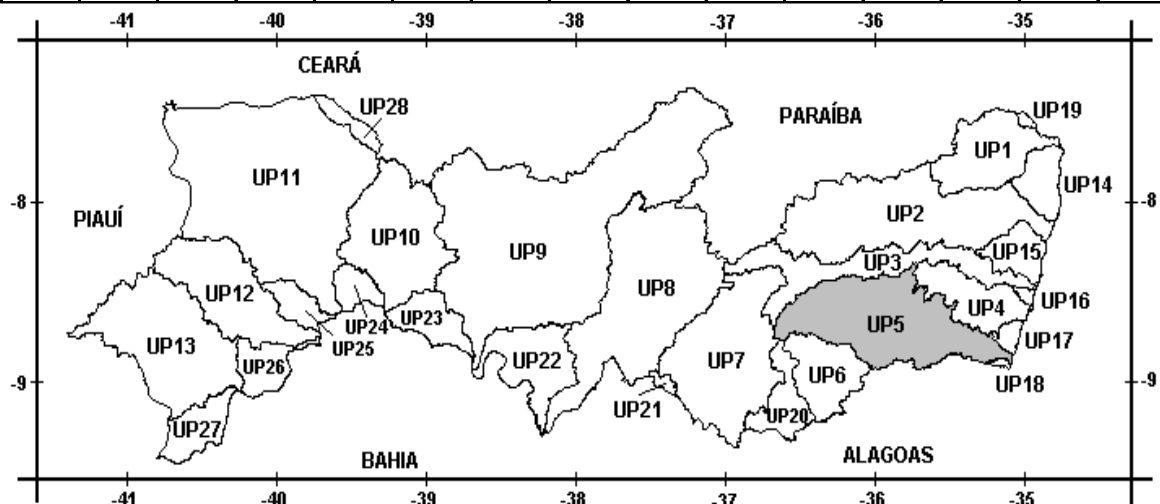 -41 -40 -39 -38 -37 -36 -35
CEARÁ
UP28
PARAÍBA
UP19
UP1
UP11
UP14
-8 -8
PIAUÍ
UP2
UP10
UP9
UP15
UP3
UP8
UP12
UP16
UP4
UP24
UP23
UP5
UP25
UP17
UP13
UP22
UP7
UP26
UP6
-9 -9
UP18
UP21
UP20
UP27
BAHIA
ALAGOAS
-41 -40 -39 -38 -37 -36 -35